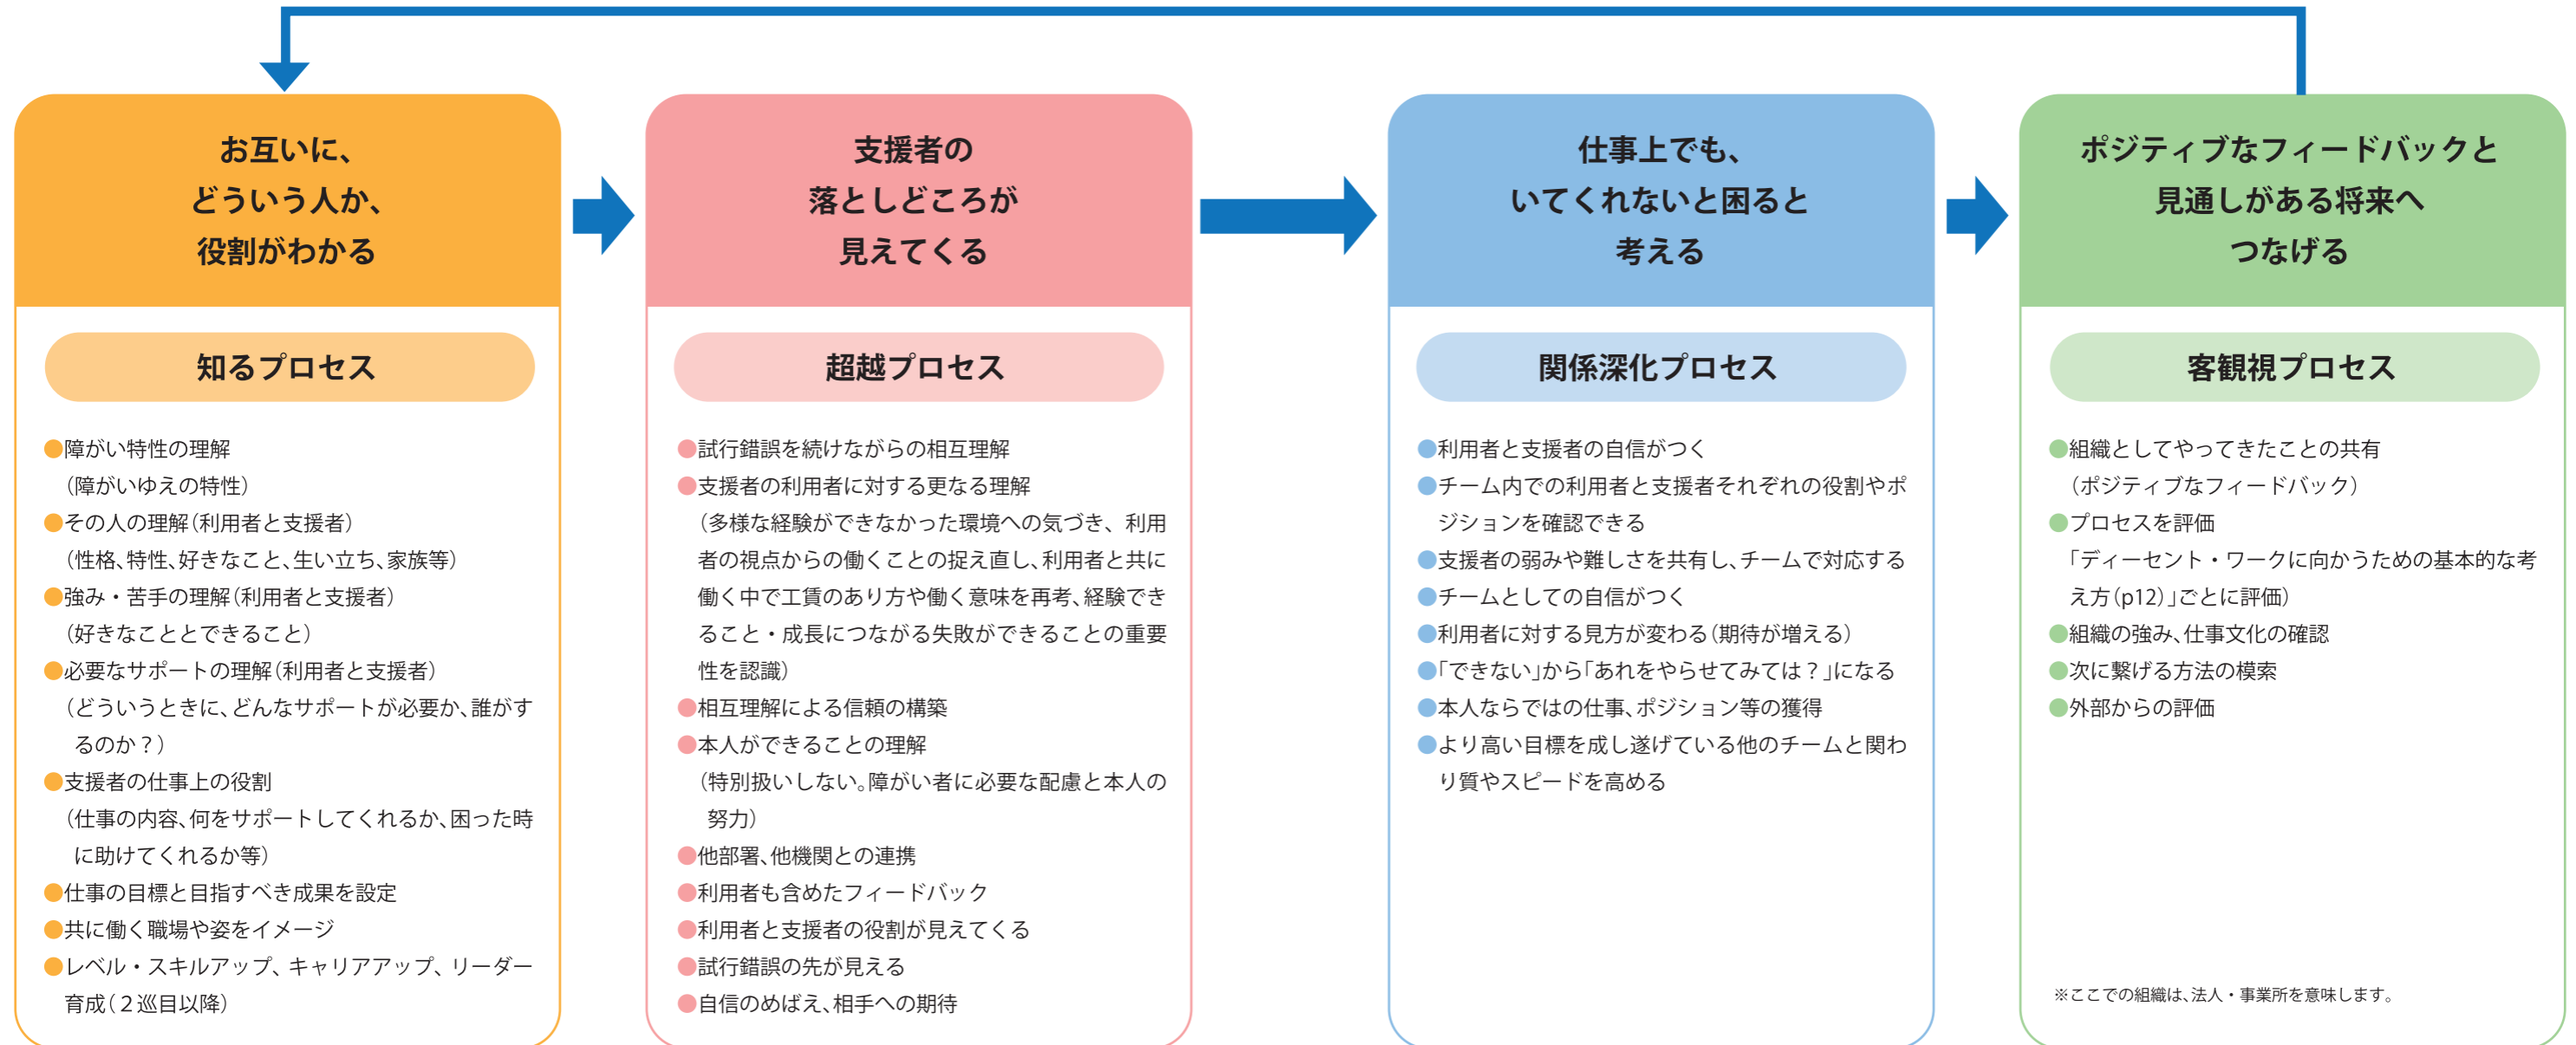 お互いに、
どういう人か、
役割がわかる
知るプロセス
●障がい特性の理解
（障がいゆえの特性）
●その人の理解（利用者と支援者）
（性格、特性、好きなこと、生い立ち、家族等）
●強み・苦手の理解（利用者と支援者）
（好きなこととできること）
●必要なサポートの理解（利用者と支援者）
（どういうときに、どんなサポートが必要か、誰がす
るのか？）
●支援者の仕事上の役割
（仕事の内容、何をサポートしてくれるか、困った時
に助けてくれるか等）
●仕事の目標と目指すべき成果を設定
●共に働く職場や姿をイメージ
●レベル・スキルアップ、キャリアアップ、リーダー
育成（２巡目以降）
支援者の
落としどころが
見えてくる
超越プロセス
●試行錯誤を続けながらの相互理解
●支援者の利用者に対する更なる理解
（多様な経験ができなかった環境への気づき、利用
者の視点からの働くことの捉え直し、利用者と共に
働く中で工賃のあり方や働く意味を再考、経験でき
ること・成長につながる失敗ができることの重要
性を認識）
●相互理解による信頼の構築
●本人ができることの理解
（特別扱いしない。障がい者に必要な配慮と本人の
努力）
●他部署、他機関との連携
●利用者も含めたフィードバック
●利用者と支援者の役割が見えてくる
●試行錯誤の先が見える
●自信のめばえ、相手への期待
仕事上でも、
いてくれないと困ると
考える
関係深化プロセス
●利用者と支援者の自信がつく
●チーム内での利用者と支援者それぞれの役割やポ
ジションを確認できる
●支援者の弱みや難しさを共有し、チームで対応する
●チームとしての自信がつく
●利用者に対する見方が変わる（期待が増える）
●「できない」から「あれをやらせてみては？」になる
●本人ならではの仕事、ポジション等の獲得
●より高い目標を成し遂げている他のチームと関わ
り質やスピードを高める
ポジティブなフィードバックと
見通しがある将来へ
つなげる
客観視プロセス
●組織としてやってきたことの共有
（ポジティブなフィードバック）
●プロセスを評価
「ディーセント・ワークに向かうための基本的な考
え方（p12）」ごとに評価）
●組織の強み、仕事文化の確認
●次に繋げる方法の模索
●外部からの評価
※ここでの組織は、法人・事業所を意味します。